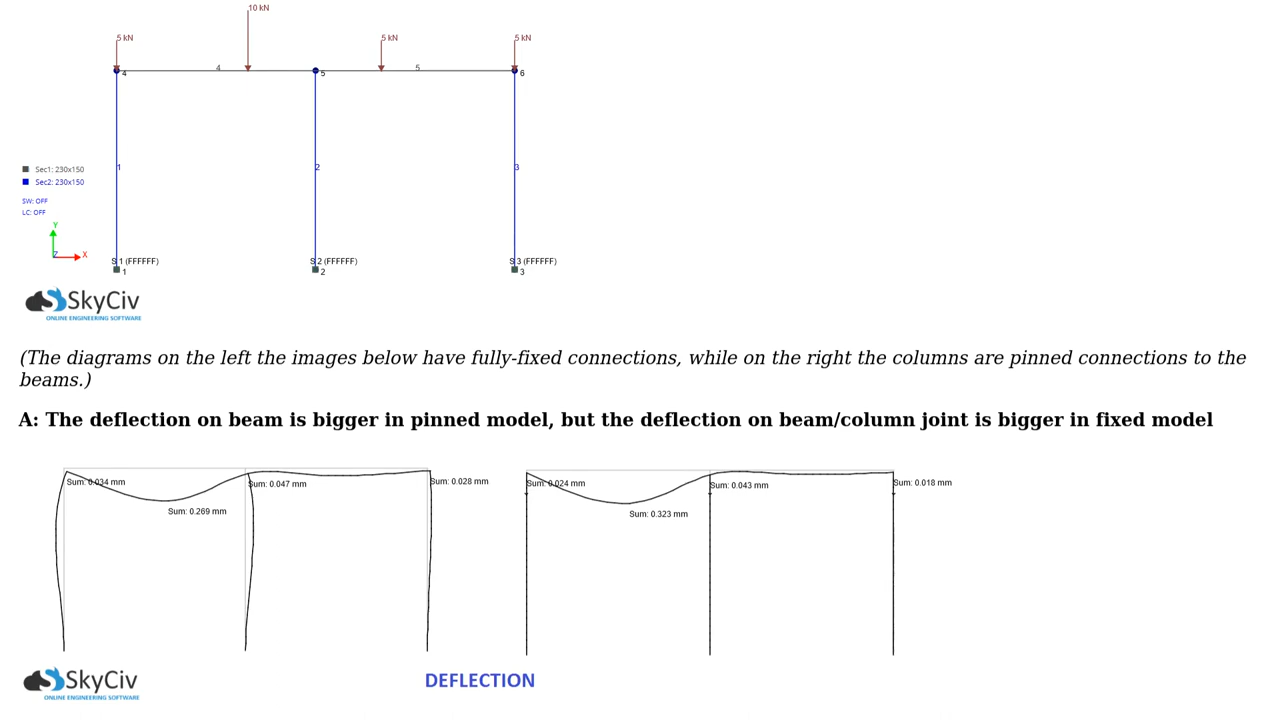 10 kN
5 kN
5 kN
5 kN
4
4
5
5
6
1
2
3
Sec1: 230x150
Sec2: 230x150
SW: OFF
LC: OFF
Y
Z
X
S 1 (FFFFFF)
S 2 (FFFFFF)
S 3 (FFFFFF)
1
2
3
SkyCiv
ONLINE ENGINEERING SOFTWARE
(The diagrams on the left the images below have fully-fixed connections, while on the right the columns are pinned connections to the
beams.)
A: The deflection on beam is bigger in pinned model, but the deflection on beam/column joint is bigger in fixed model
Sum: 0.034 mm
Sum: 0.047 mm
Sum: 0.028 mm
Sum: 0.269 mm
Sum: 0.024 mm
Sum: 0.043 mm
Sum: 0.018 mm
Sum: 0.323 mm
SkyCiv
ONLINE ENGINEERING SOFTWARE
DEFLECTION